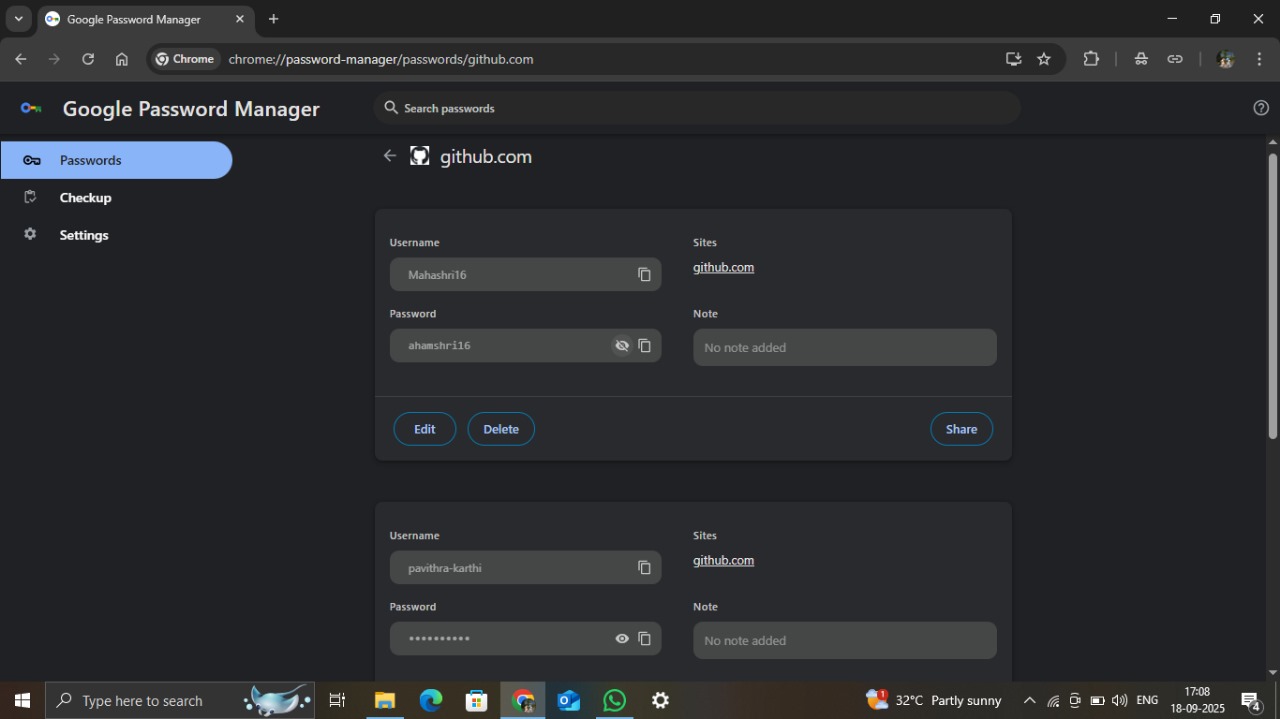 Google Password Manager
Chrome
chrome://password-manager/passwords/github.com
Google Password Manager
Search passwords
Passwords
Checkup
Settings
github.com
Username
Sites
Mahashri16
github.com
Password
Note
ahamshri16
No note added
Edit
Delete
Share
Username
Sites
pavithra-karthi
github.com
Password
Note
••••••••••
No note added
Type here to search
1
32°C Partly sunny
ENG
17:08
18-09-2025
4